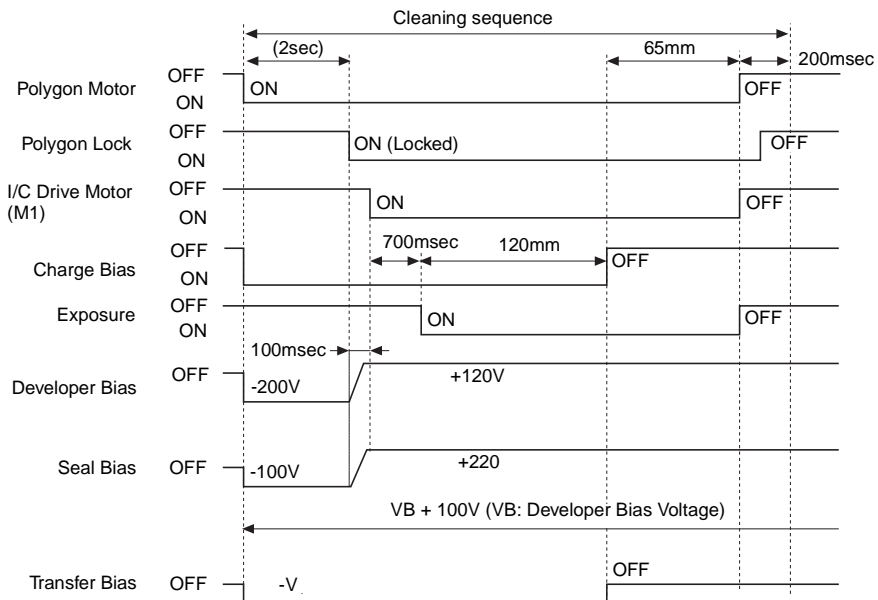 Cleaning sequence
(2sec)
65mm
200msec
Polygon Motor
OFF
ON
ON
OFF
Polygon Lock
OFF
ON
ON (Locked)
OFF
I/C Drive Motor
(M1)
OFF
ON
ON
OFF
700msec
120mm
Charge Bias
OFF
ON
OFF
Exposure
OFF
ON
ON
OFF
100msec
Developer Bias
OFF
-200V
+120V
Seal Bias
OFF
-100V
+220
VB + 100V (VB: Developer Bias Voltage)
Transfer Bias
OFF
-V
OFF